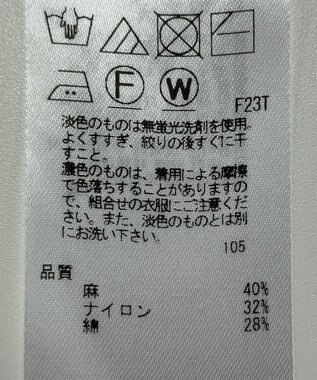 F W
F23T
淡色のものは無蛍光洗剤を使用。
よくすすぎ、絞りの後すぐに干
すこと。
濃色のものは、着用による摩擦
で色落ちすることがありますの
で、組合せの衣服にご注意くだ
さい。また、淡色のものとは別
にお洗い下さい。
105
品質
麻 40%
ナイロン 32%
綿 28%